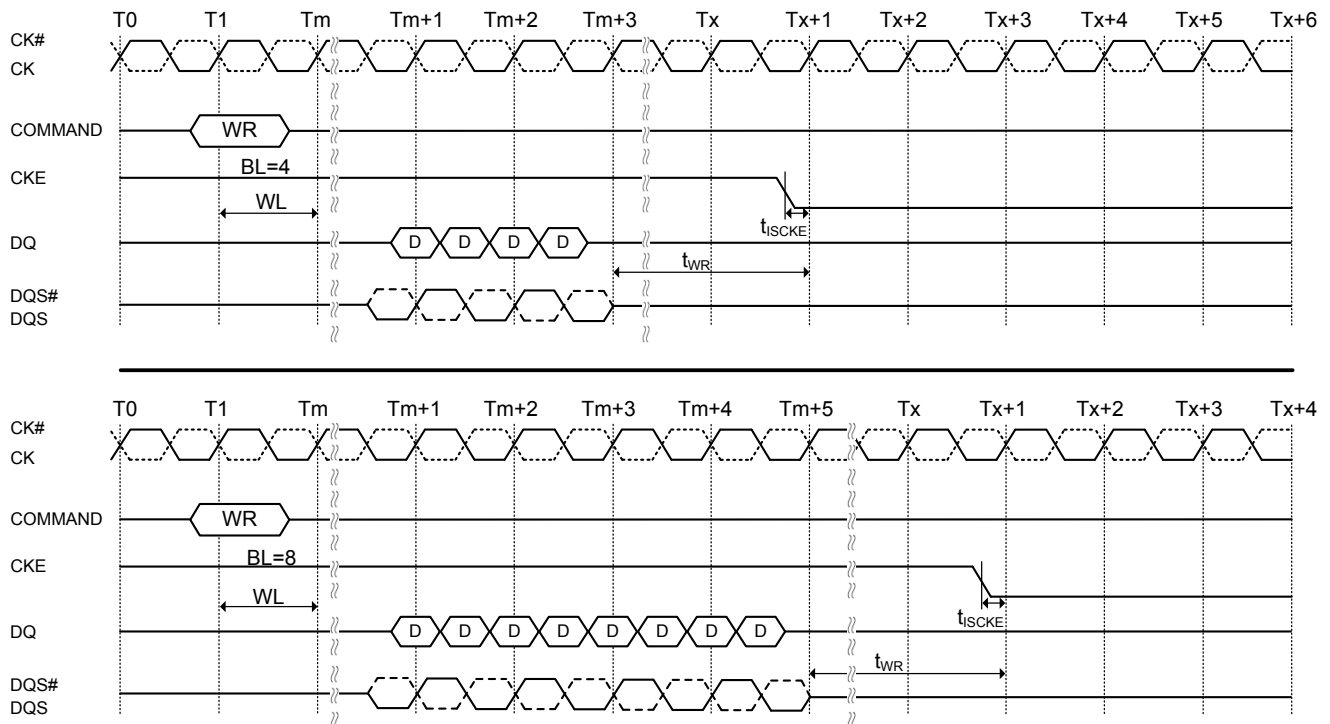 T0 T1 Tm Tm+1 Tm+2 Tm+3 Tx Tx+1 Tx+2 Tx+3 Tx+4 Tx+5 Tx+6
CK#
CK
COMMAND WR
BL=4
CKE
WL
tISCKE
DQ D D D D
tWR
DQS#
DQS
T0 T1 Tm Tm+1 Tm+2 Tm+3 Tm+4 Tm+5 Tx Tx+1 Tx+2 Tx+3 Tx+4
CK#
CK
COMMAND WR
BL=8
CKE
WL
tISCKE
DQ D D D D D D D D
tWR
DQS#
DQS